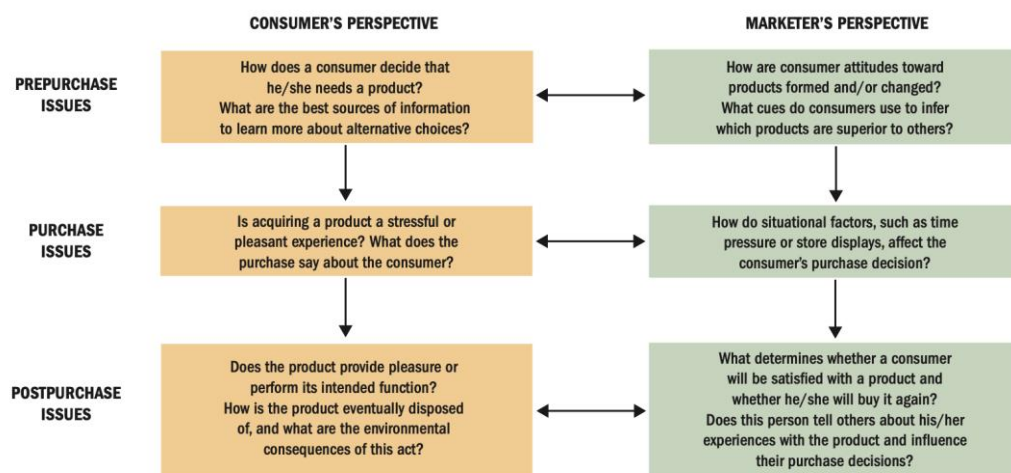 CONSUMER'S PERSPECTIVE
MARKETER'S PERSPECTIVE
PREPURCHASE
ISSUES
How does a consumer decide that
he/she needs a product?
What are the best sources of information
to learn more about alternative choices?
How are consumer attitudes toward
products formed and/or changed?
What cues do consumers use to infer
which products are superior to others?
PURCHASE
ISSUES
Is acquiring a product a stressful or
pleasant experience? What does the
purchase say about the consumer?
How do situational factors, such as time
pressure or store displays, affect the
consumer's purchase decision?
POSTPURCHASE
ISSUES
Does the product provide pleasure or
perform its intended function?
How is the product eventually disposed
of, and what are the environmental
consequences of this act?
What determines whether a consumer
will be satisfied with a product and
whether he/she will buy it again?
Does this person tell others about his/her
experiences with the product and influence
their purchase decisions?